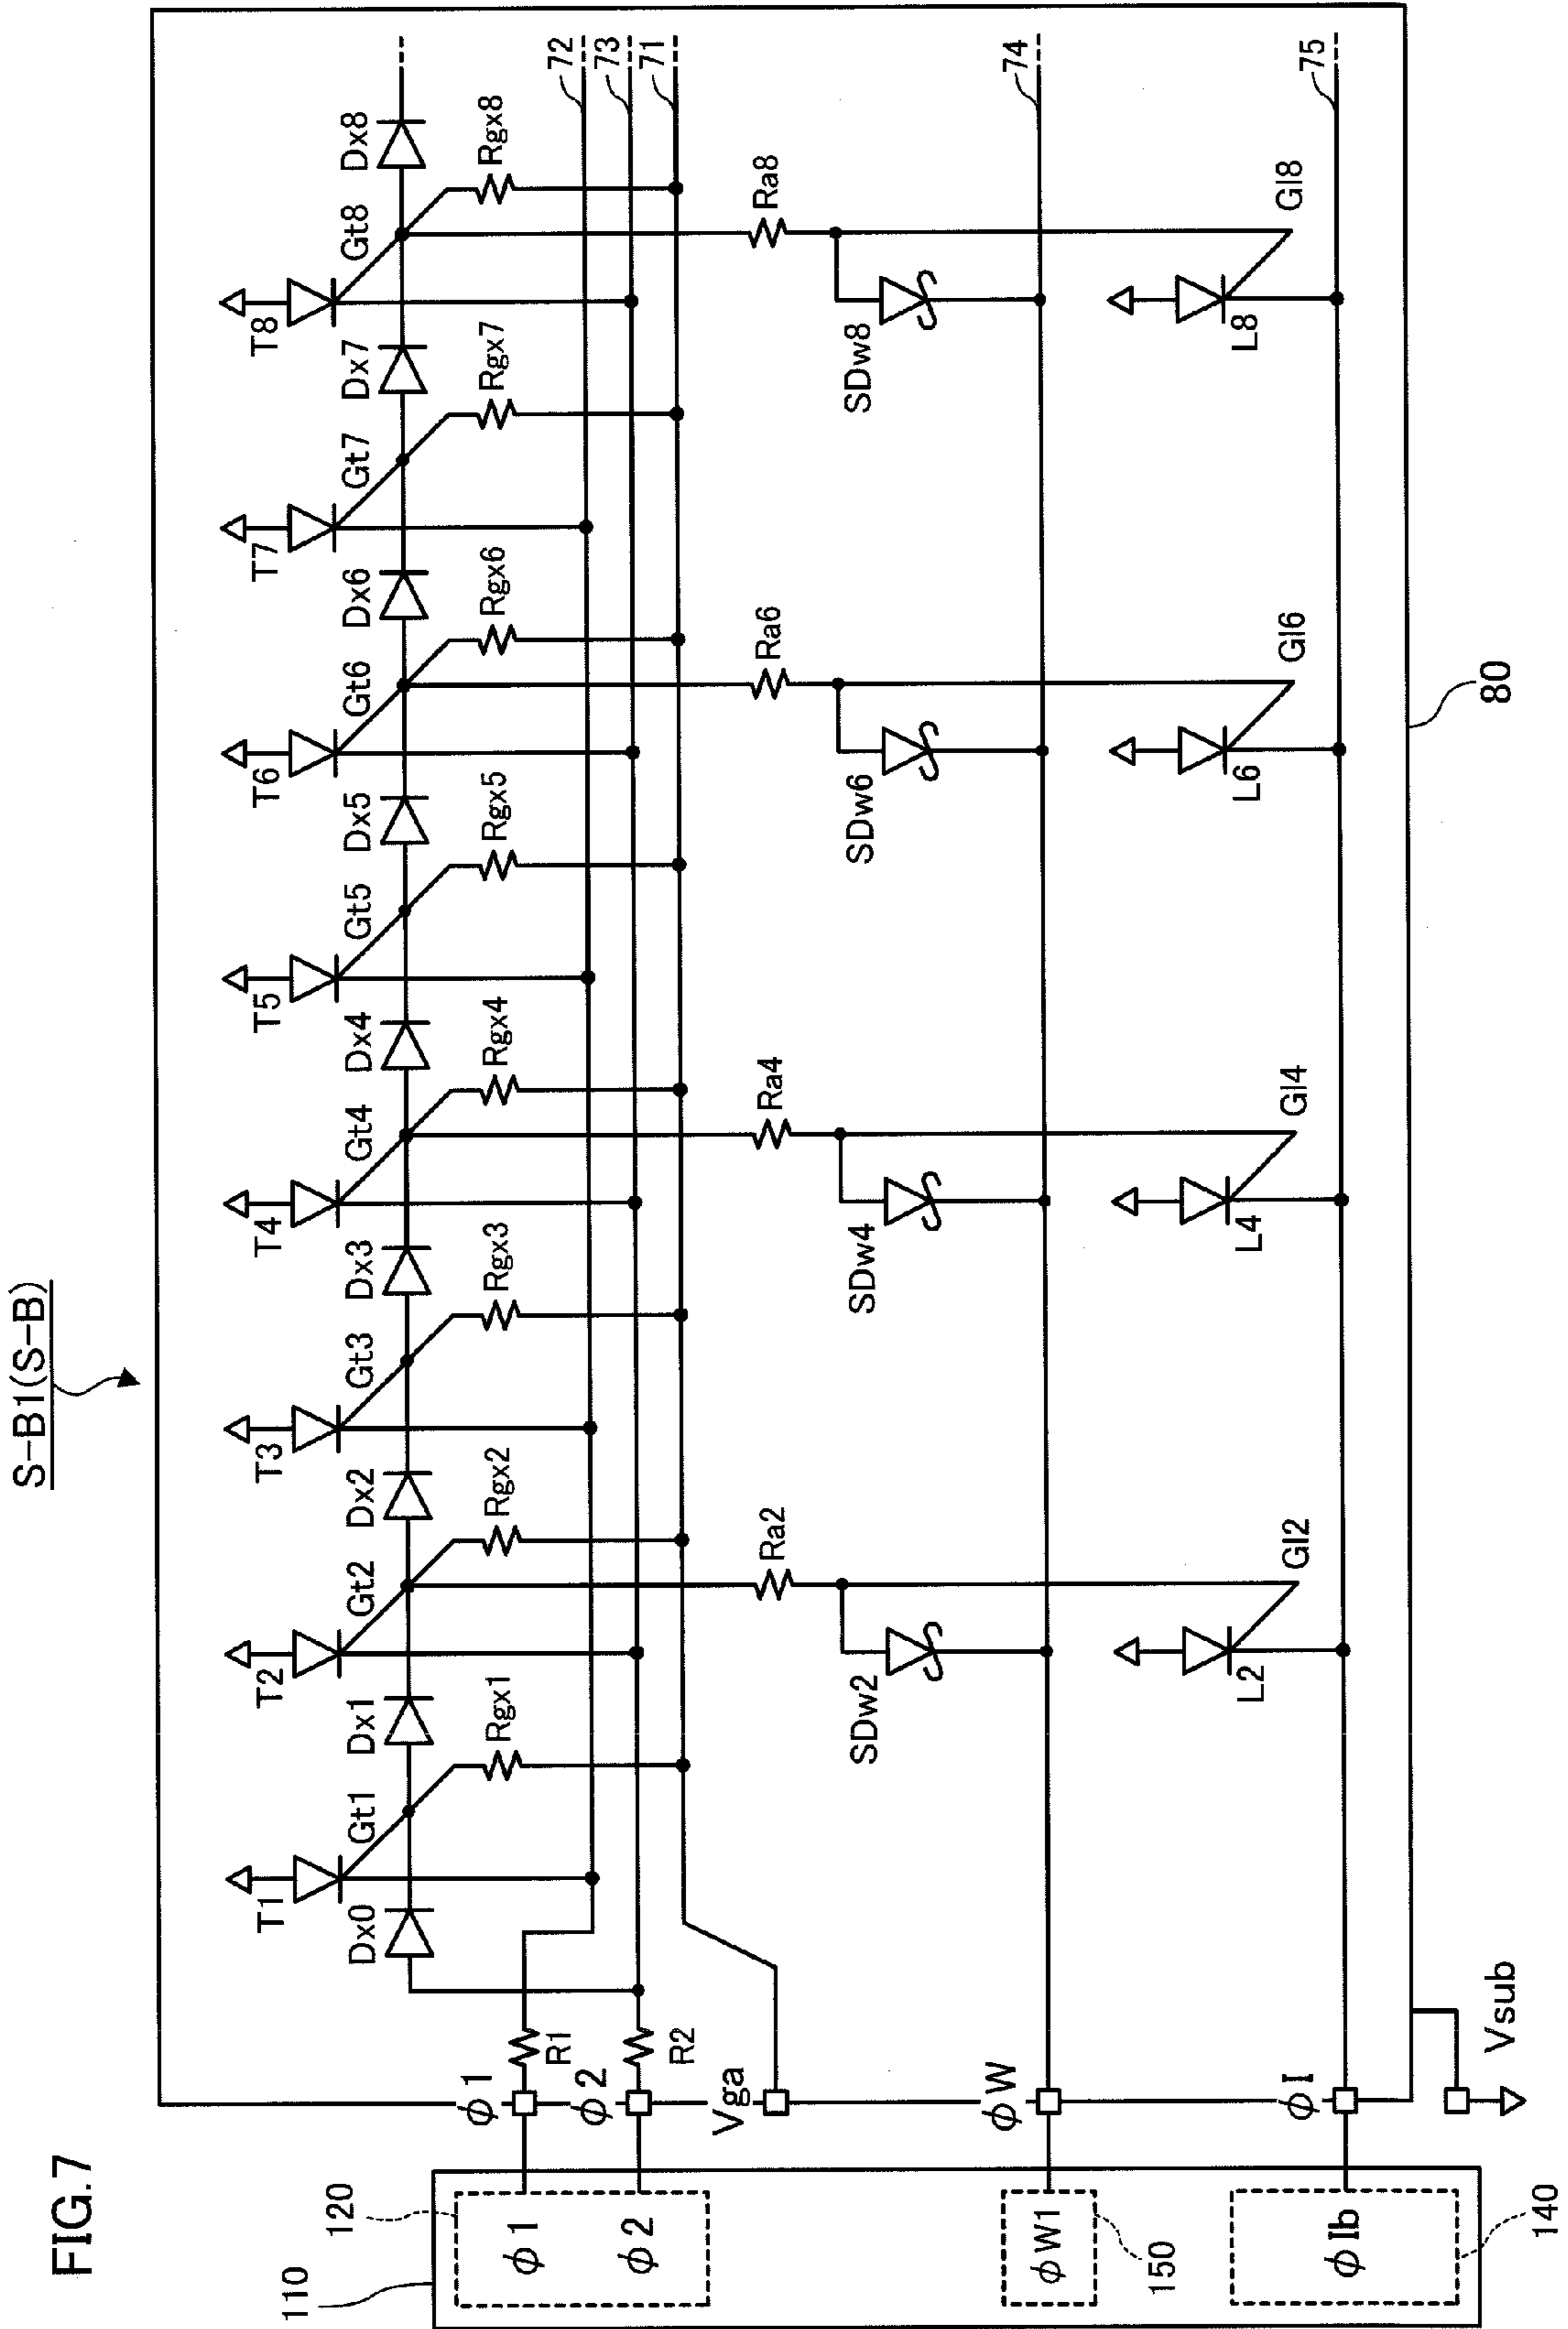 FIG.7
S-B1(S-B)
110
120
φ1
φ2
φW1
150
φIb
140
φ1
φ2
Vga
φW
φI
Vsub
R1
R2
80
T1
T2
T3
T4
T5
T6
T7
T8
Gt1
Gt2
Gt3
Gt4
Gt5
Gt6
Gt7
Gt8
Dx0
Dx1
Dx2
Dx3
Dx4
Dx5
Dx6
Dx7
Dx8
Rgx1
Rgx2
Rgx3
Rgx4
Rgx5
Rgx6
Rgx7
Rgx8
72
73
71
Ra2
Ra4
Ra6
Ra8
SDw2
SDw4
SDw6
SDw8
74
Gl2
Gl4
Gl6
Gl8
L2
L4
L6
L8
75